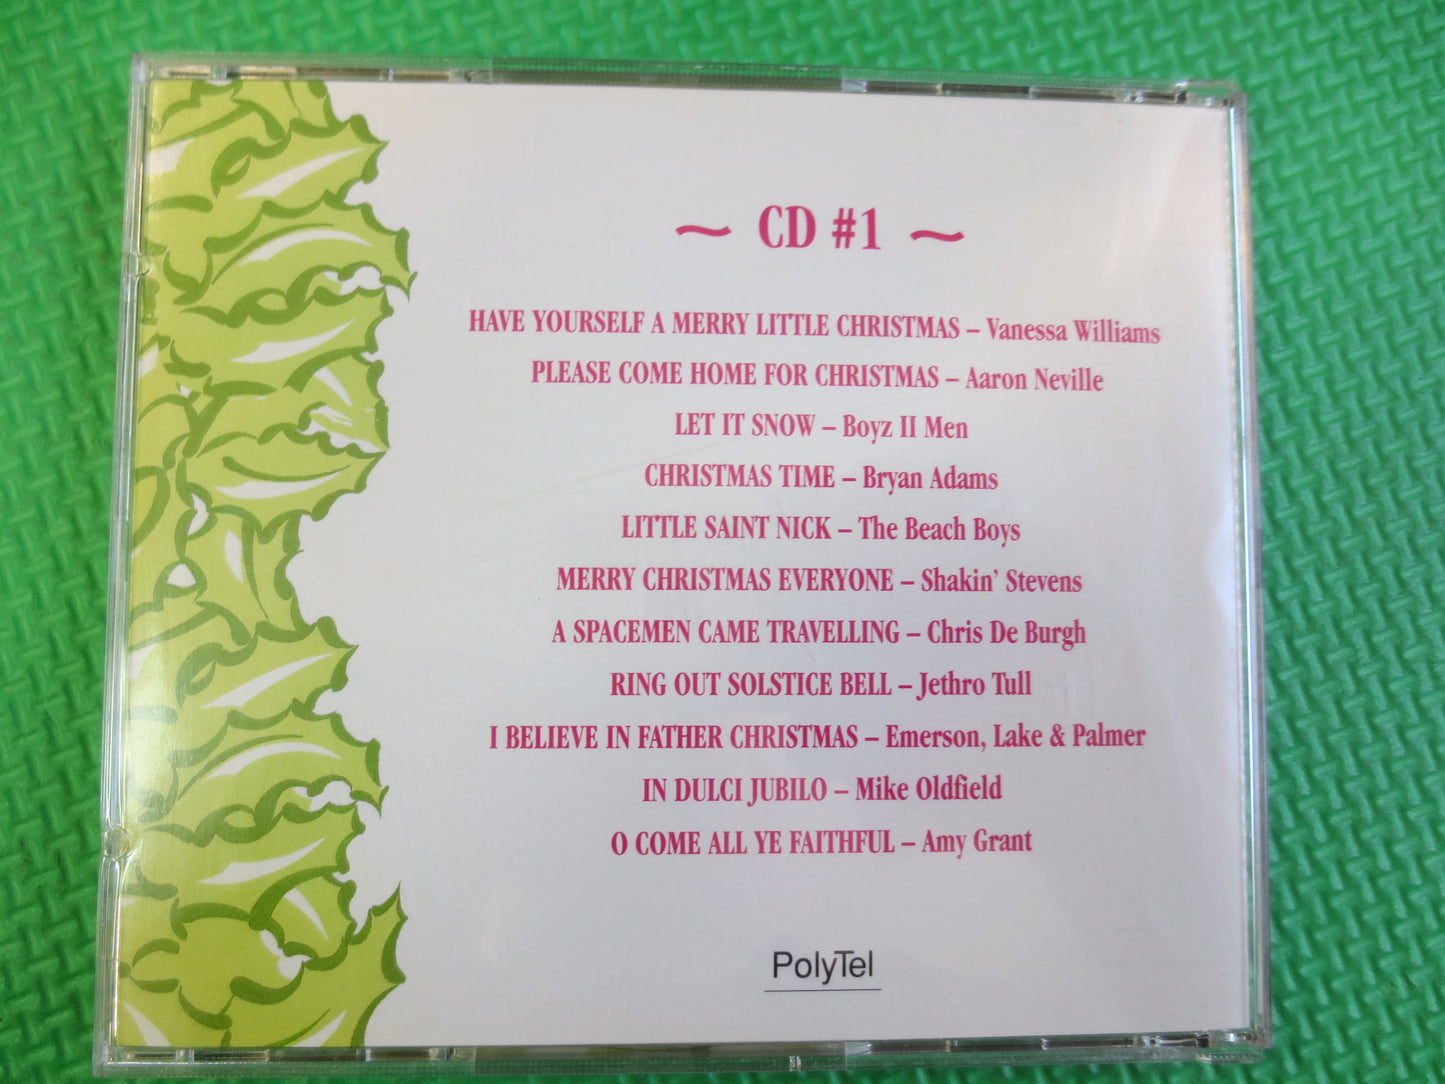 ~ CD #1 ~
HAVE YOURSELF A MERRY LITTLE CHRISTMAS – Vanessa Williams
PLEASE COME HOME FOR CHRISTMAS – Aaron Neville
LET IT SNOW – Boyz II Men
CHRISTMAS TIME – Bryan Adams
LITTLE SAINT NICK – The Beach Boys
MERRY CHRISTMAS EVERYONE – Shakin’ Stevens
A SPACEMEN CAME TRAVELLING – Chris De Burgh
RING OUT SOLSTICE BELL – Jethro Tull
I BELIEVE IN FATHER CHRISTMAS – Emerson, Lake & Palmer
IN DULCI JUBILO – Mike Oldfield
O COME ALL YE FAITHFUL – Amy Grant
PolyTel